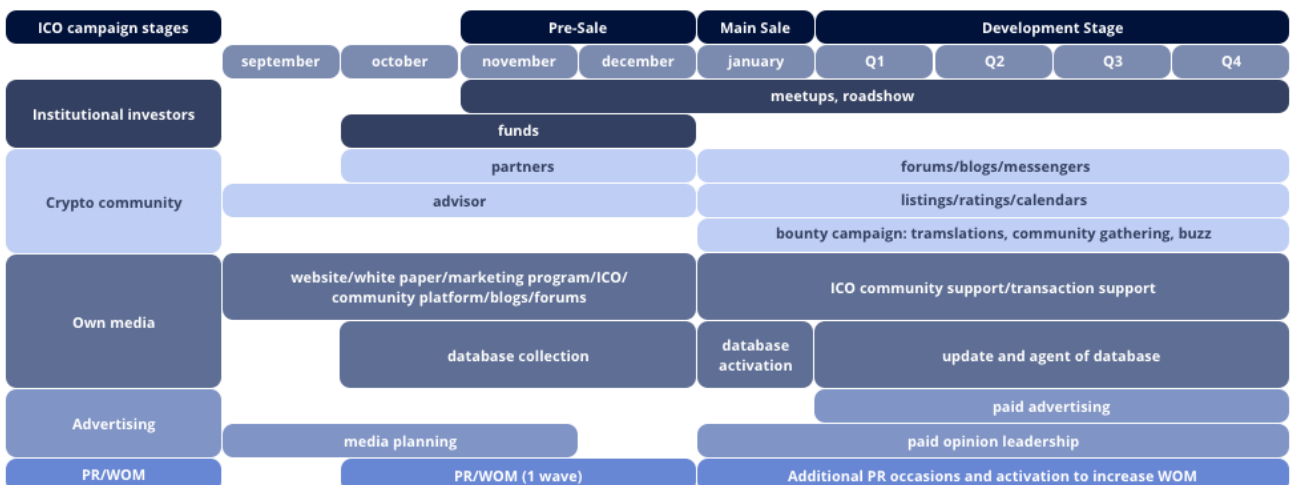 ICO campaign stages
Pre-Sale
Main Sale
Development Stage
september
october
november
december
january
Q1
Q2
Q3
Q4
Institutional investors
meetups, roadshow
funds
Crypto community
partners
forums/blogs/messengers
advisor
listings/ratings/calendars
bounty campaign: tramslations, community gathering, buzz
Own media
website/white paper/marketing program/ICO/
community platform/blogs/forums
ICO community support/transaction support
database collection
database
activation
update and agent of database
Advertising
paid advertising
media planning
paid opinion leadership
PR/WOM
PR/WOM (1 wave)
Additional PR occasions and activation to increase WOM